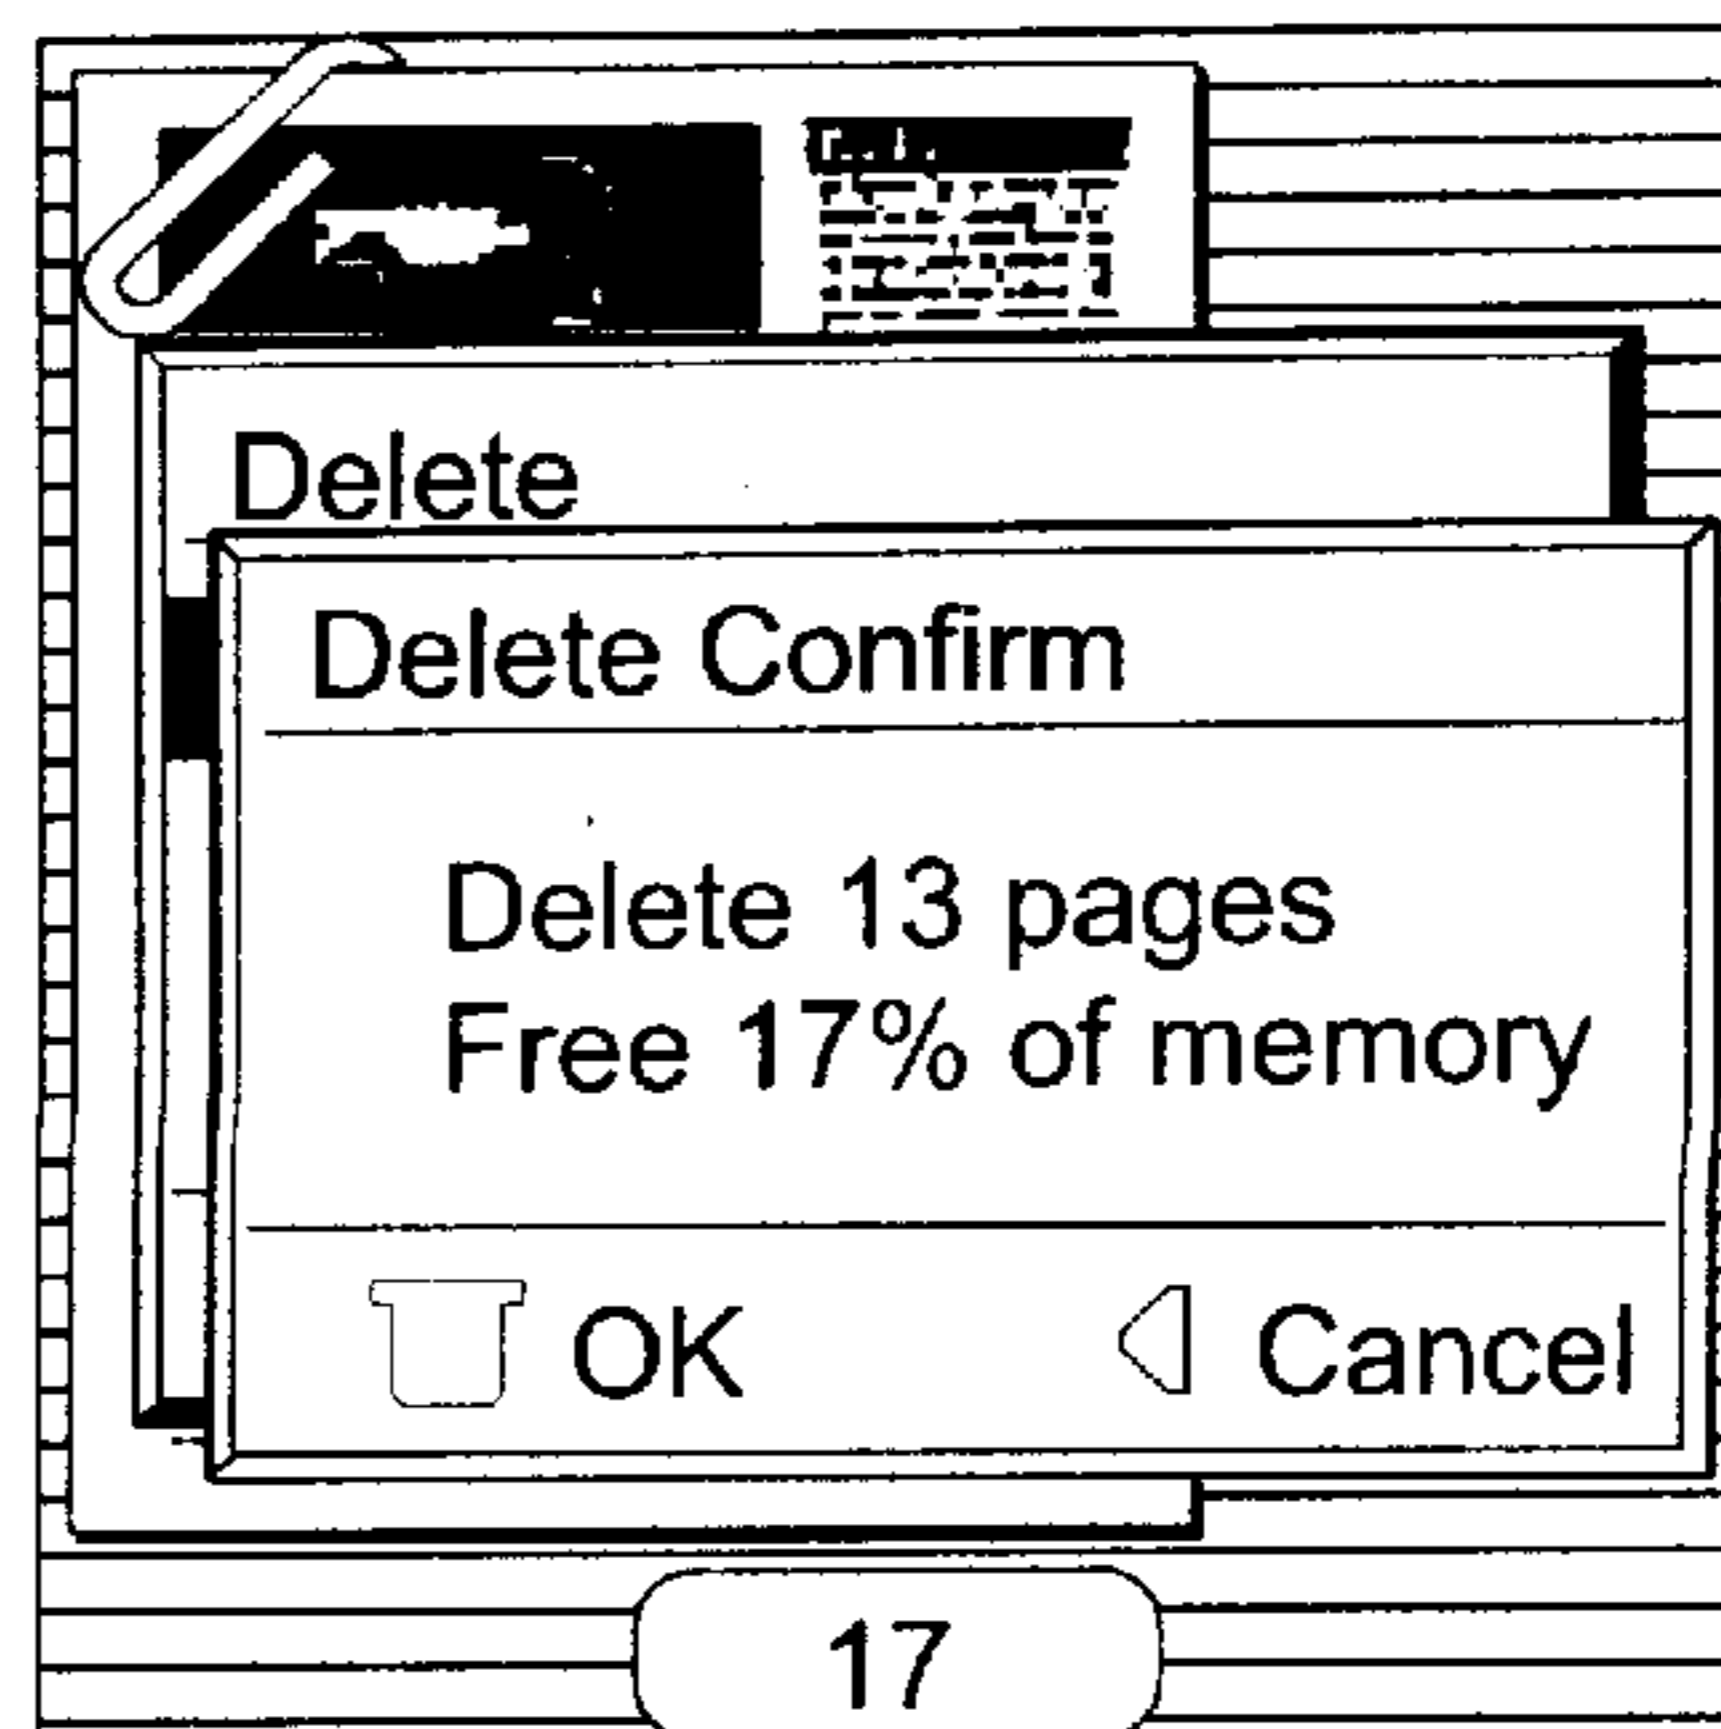 Delete
Delete Confirm
Delete 13 pages
Free 17% of memory
OK
Cancel
17